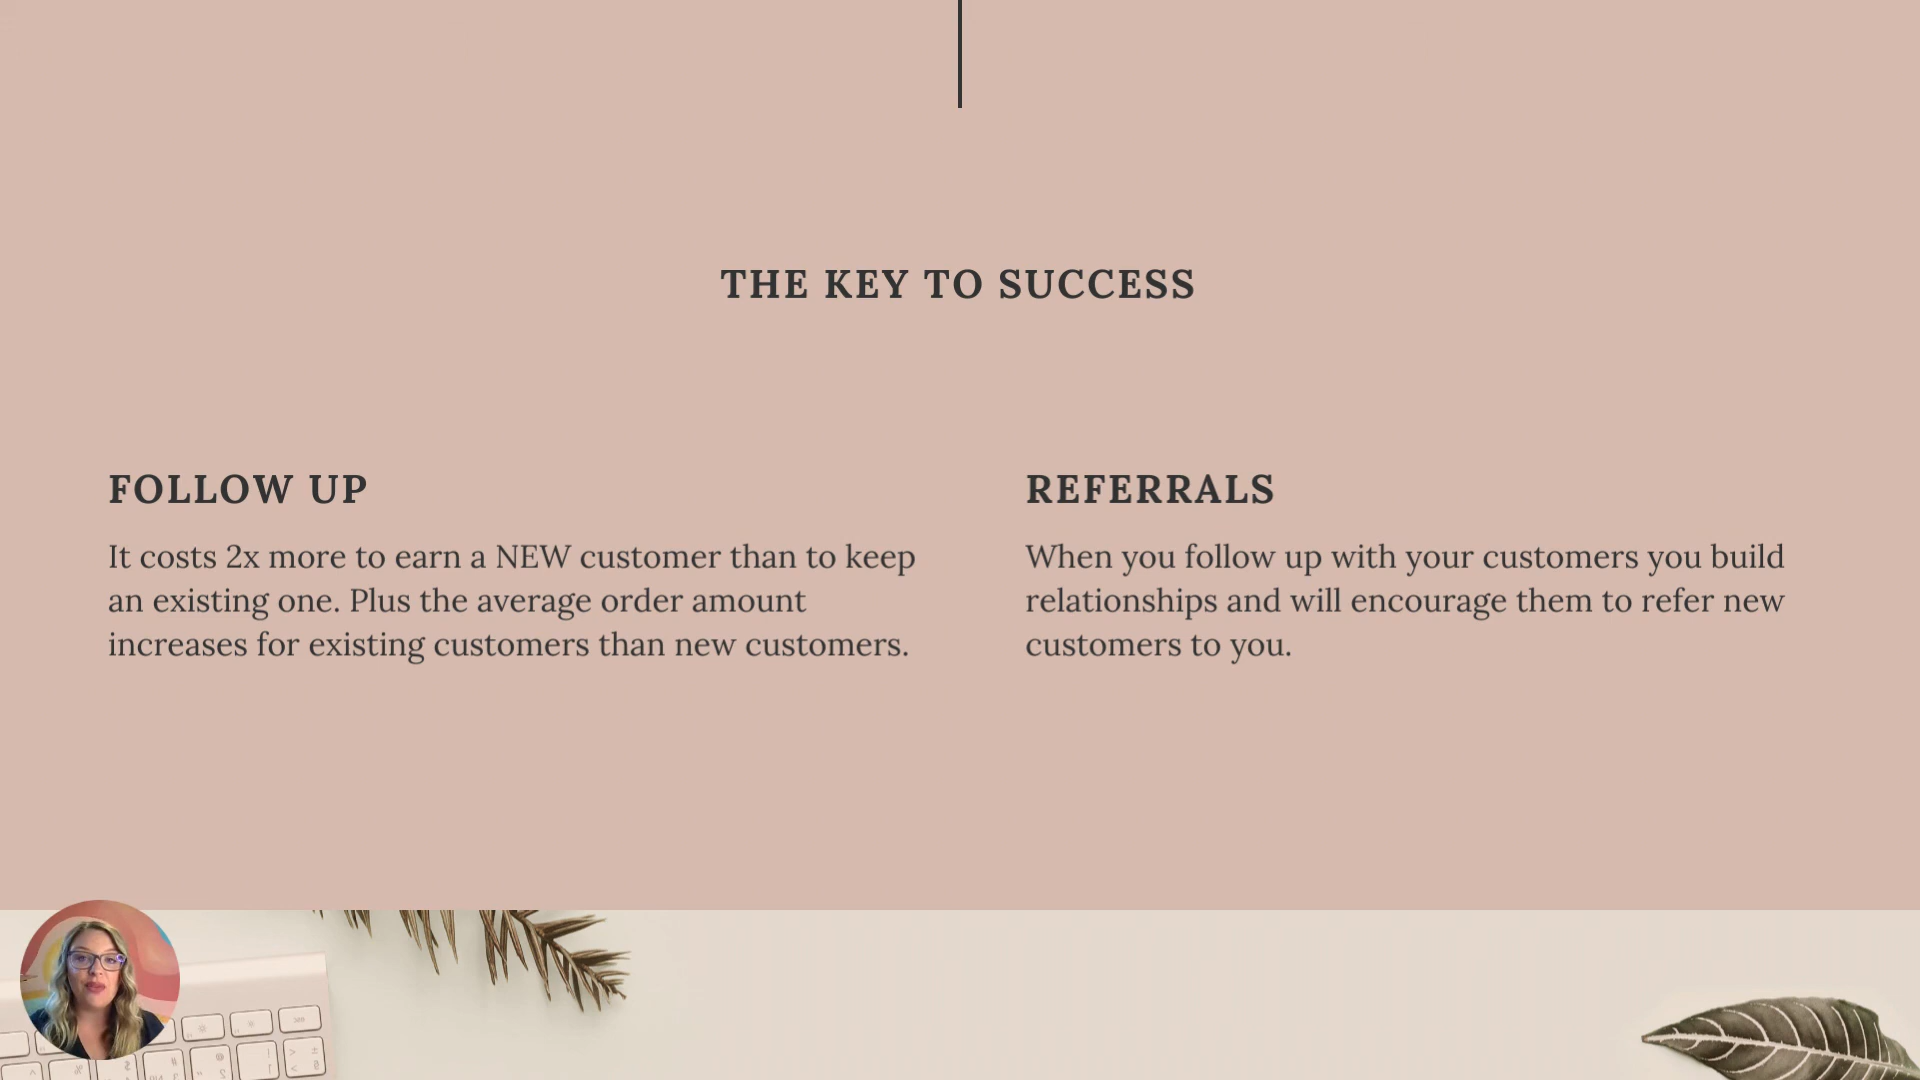 THE KEY TO SUCCESS
FOLLOW UP
It costs 2x more to earn a NEW customer than to keep
an existing one. Plus the average order amount
increases for existing customers than new customers.
REFERRALS
When you follow up with your customers you build
relationships and will encourage them to refer new
customers to you.